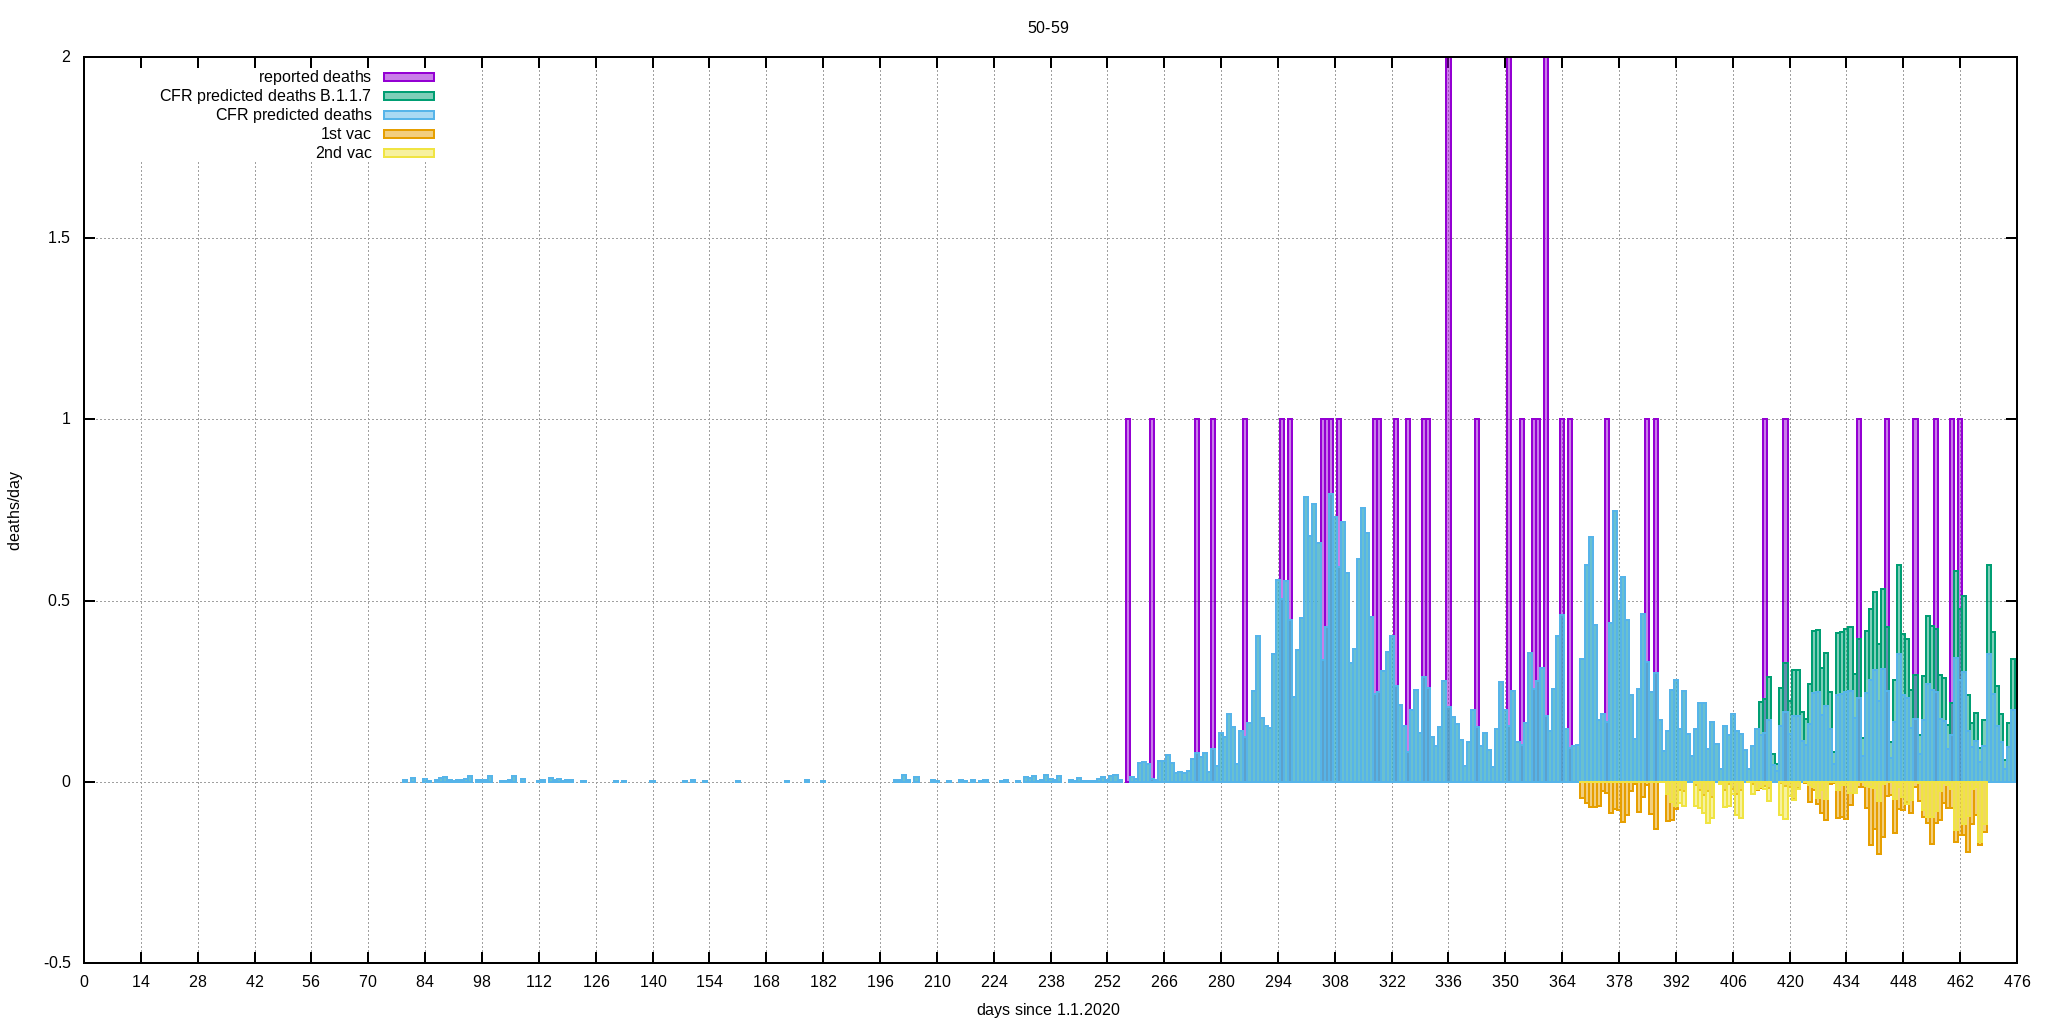 50-59
reported deaths
CFR predicted deaths B.1.1.7
CFR predicted deaths
1st vac
2nd vac
2
1.5
1
0.5
0
-0.5
deaths/day
0 14 28 42 56 70 84 98 112 126 140 154 168 182 196 210 224 238 252 266 280 294 308 322 336 350 364 378 392 406 420 434 448 462 476
days since 1.1.2020